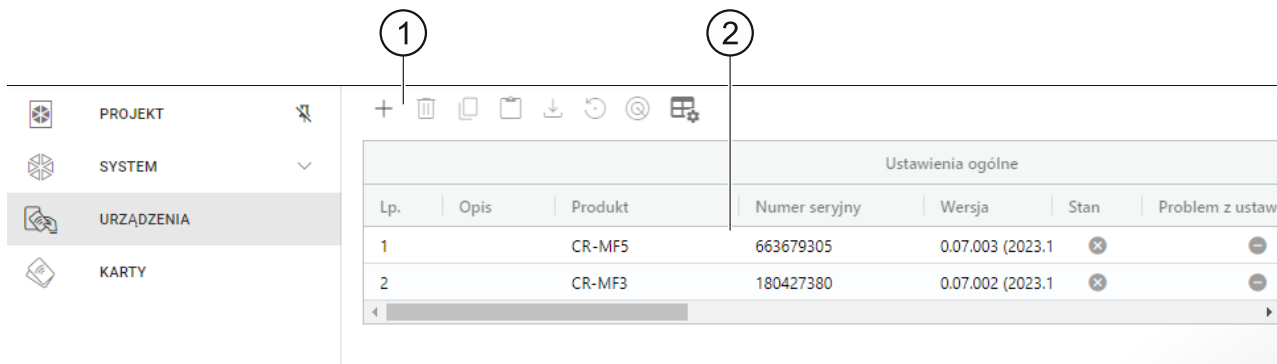 1 2
PROJEKT
SYSTEM
URZĄDZENIA
KARTY
Ustawienia ogólne
Lp. Opis Produkt Numer seryjny Wersja Stan Problem z ustaw
1 CR-MF5 663679305 0.07.003 (2023.1
2 CR-MF3 180427380 0.07.002 (2023.1